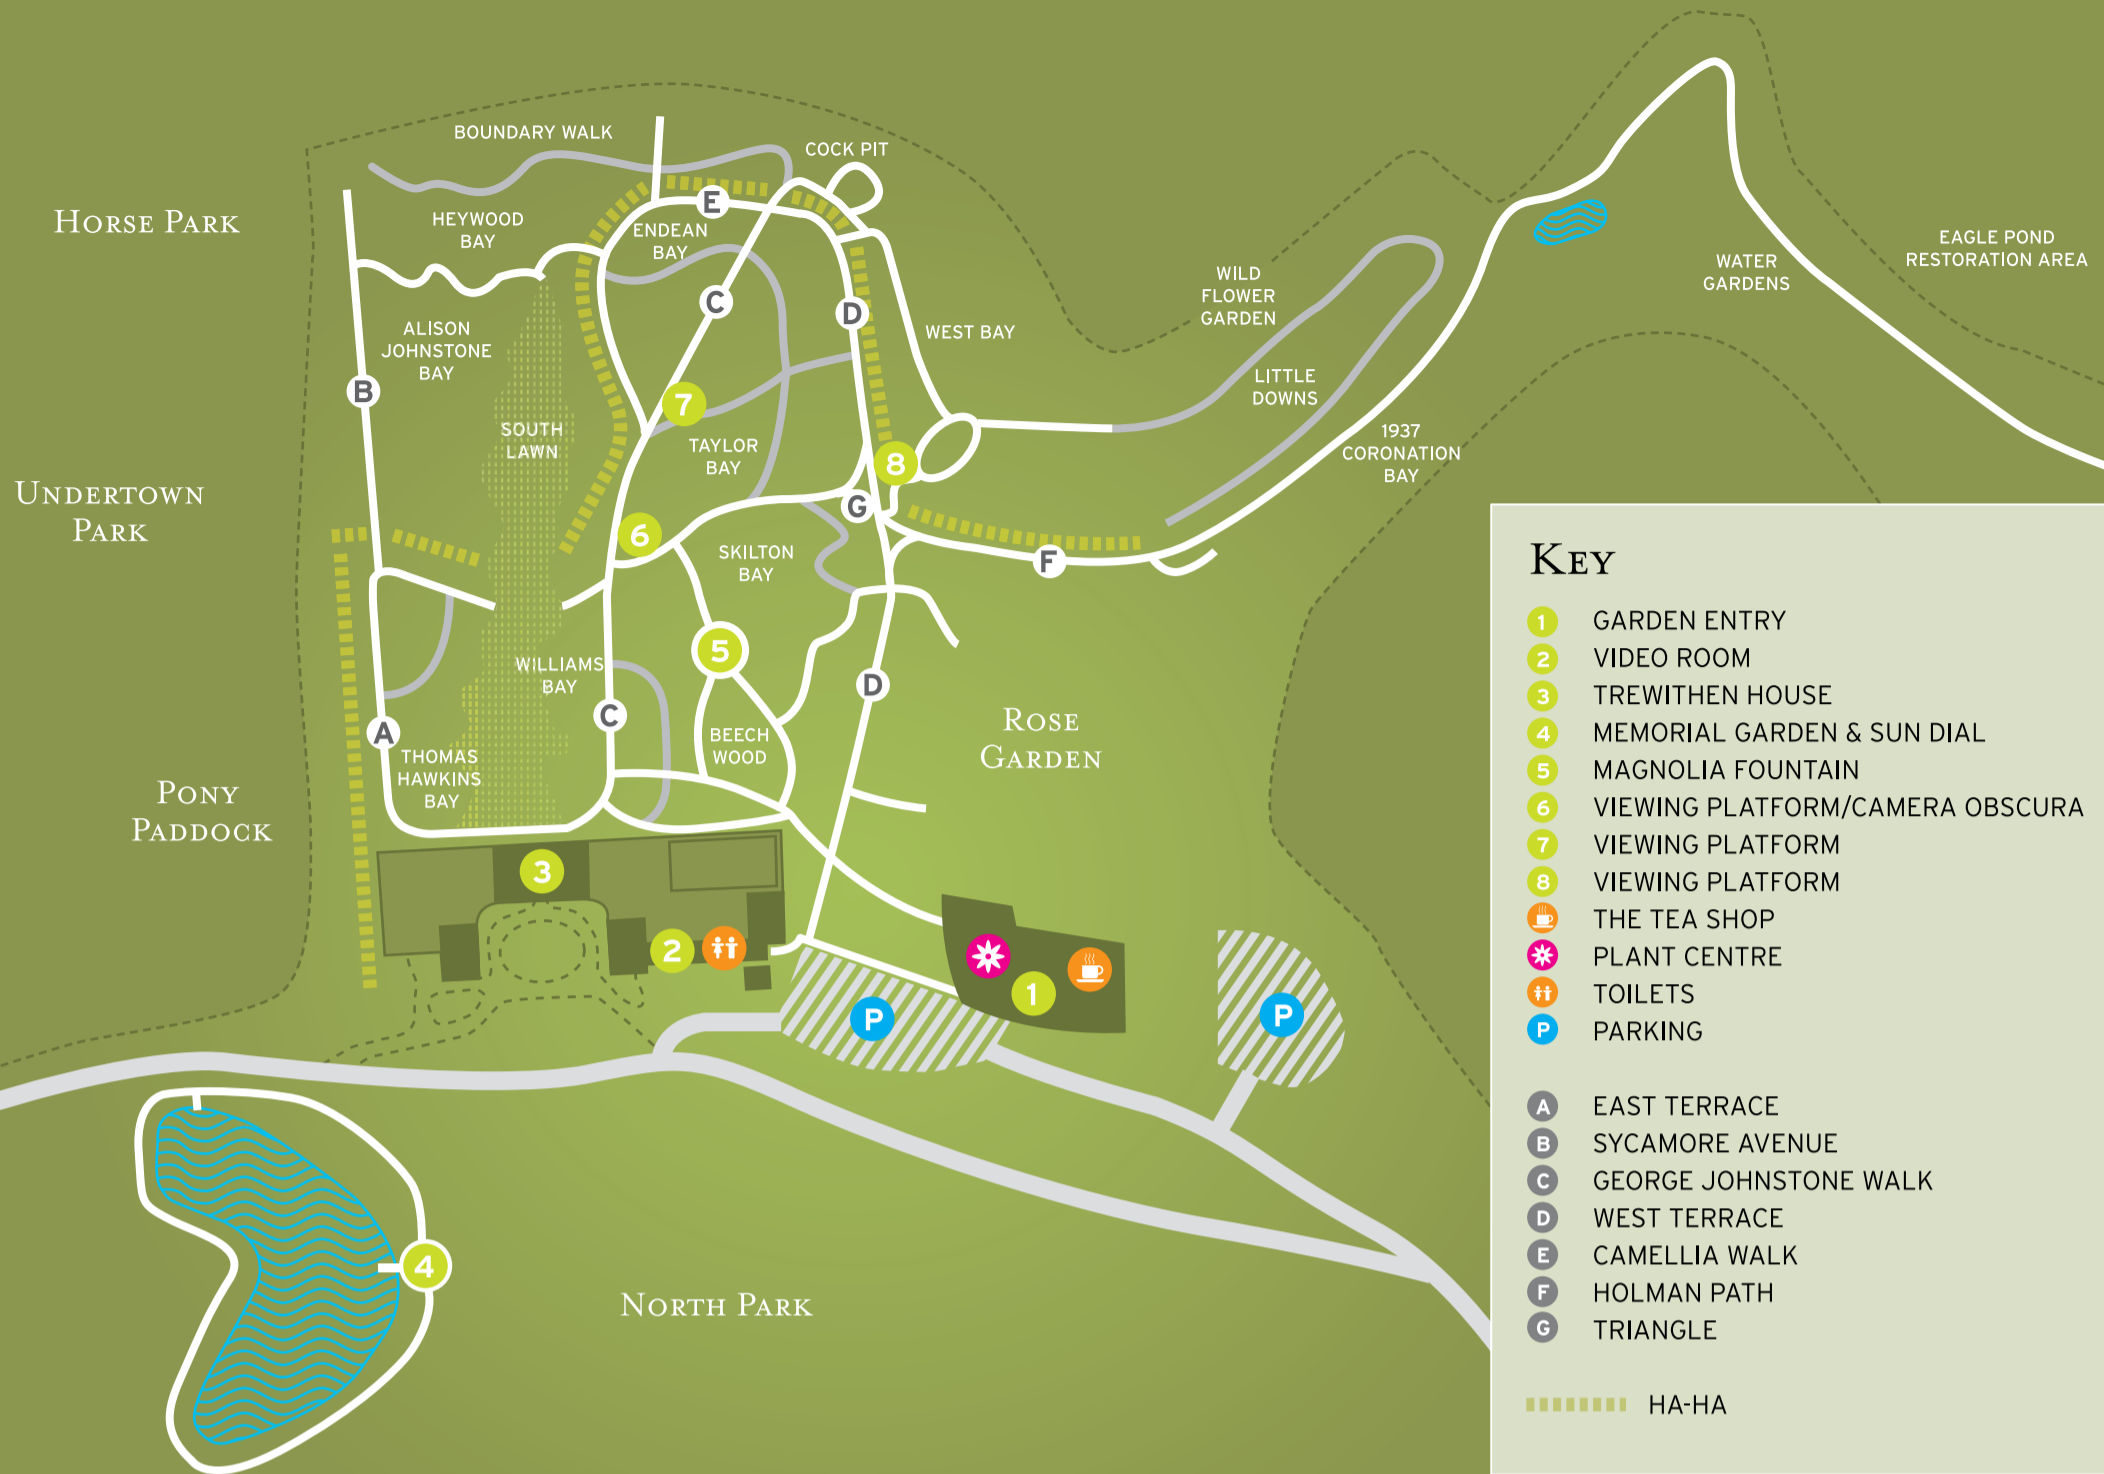 BOUNDARY WALK
COCK PIT
HORSE PARK
HEYWOOD
BAY
E
ENDEAN
BAY
C
D
WEST BAY
WILD
FLOWER
GARDEN
WATER
GARDENS
EAGLE POND
RESTORATION AREA
ALISON
JOHNSTONE
BAY
B
7
LITTLE
DOWNS
SOUTH
LAWN
TAYLOR
BAY
8
1937
CORONATION
BAY
UNDERTOWN
PARK
G
6
SKILTON
BAY
F
WILLIAMS
BAY
5
D
C
A
THOMAS
HAWKINS
BAY
BEECH
WOOD
ROSE
GARDEN
PONY
PADDOCK
3
2
1
P
P
4
NORTH PARK
KEY
1 GARDEN ENTRY
2 VIDEO ROOM
3 TREWITHEN HOUSE
4 MEMORIAL GARDEN & SUN DIAL
5 MAGNOLIA FOUNTAIN
6 VIEWING PLATFORM/CAMERA OBSCURA
7 VIEWING PLATFORM
8 VIEWING PLATFORM
THE TEA SHOP
PLANT CENTRE
TOILETS
P PARKING
A EAST TERRACE
B SYCAMORE AVENUE
C GEORGE JOHNSTONE WALK
D WEST TERRACE
E CAMELLIA WALK
F HOLMAN PATH
G TRIANGLE
HA-HA